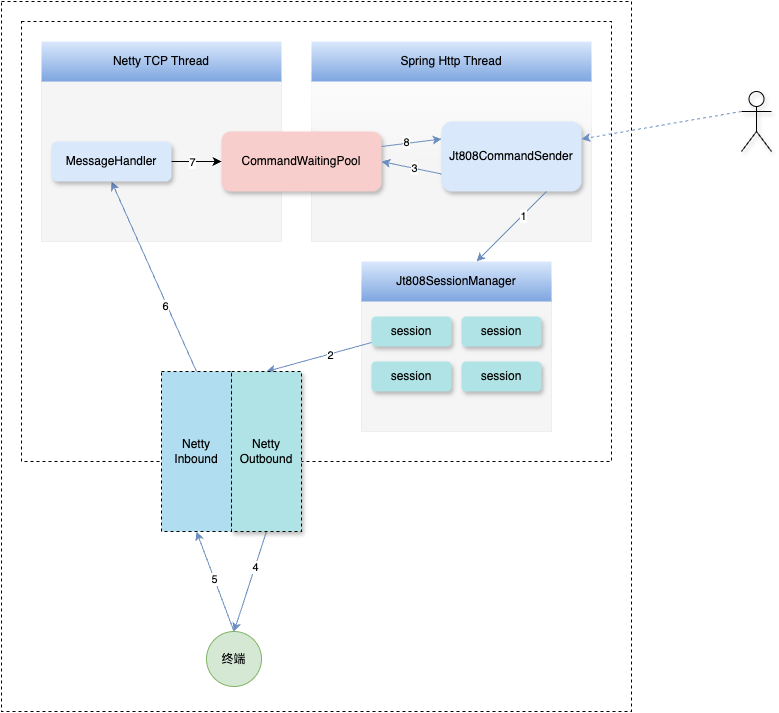 Netty TCP Thread
Spring Http Thread
MessageHandler
7
CommandWaitingPool
8
3
Jt808CommandSender
1
Jt808SessionManager
session
session
session
session
2
6
Netty
Inbound
Netty
Outbound
5
4
终端